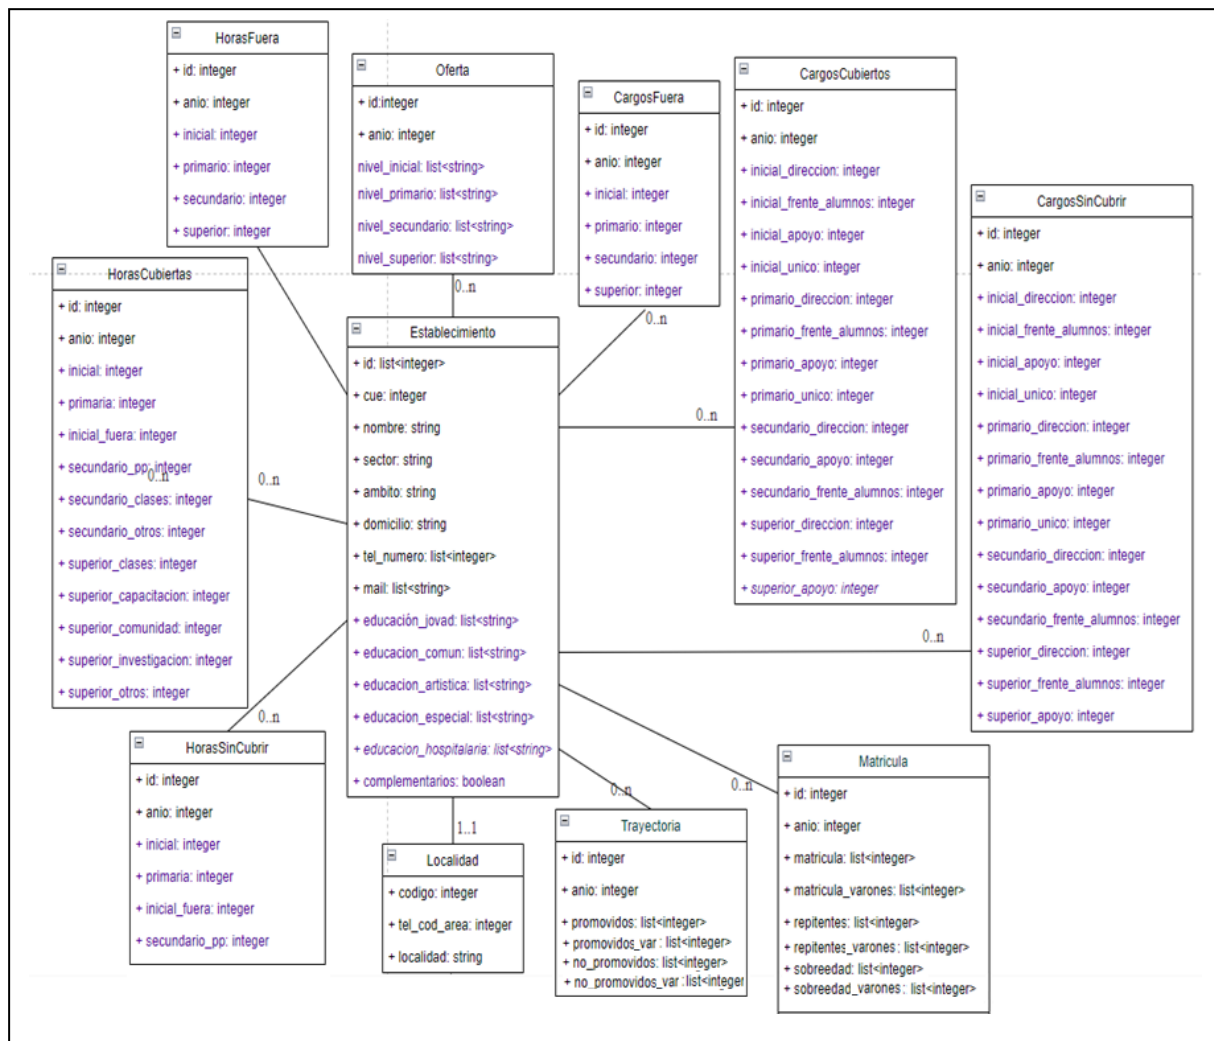 HorasFuera
+ id: integer
+ anio: integer
+ inicial: integer
+ primario: integer
+ secundario: integer
+ superior: integer
Oferta
+ id:integer
+ anio: integer
nivel_inicial: list<string>
nivel_primario: list<string>
nivel_secundario: list<string>
nivel_superior: list<string>
0..n
CargosFuera
+ id: integer
+ anio: integer
+ inicial: integer
+ primario: integer
+ secundario: integer
+ superior: integer
0..n
CargosCubiertos
+ id: integer
+ anio: integer
+ inicial_direccion: integer
+ inicial_frente_alumnos: integer
+ inicial_apoyo: integer
+ inicial_unico: integer
+ primario_direccion: integer
+ primario_frente_alumnos: integer
+ primario_apoyo: integer
+ primario_unico: integer
+ secundario_direccion: integer
+ secundario_apoyo: integer
+ secundario_frente_alumnos: integer
+ superior_direccion: integer
+ superior_frente_alumnos: integer
+ superior_apoyo: integer
0..n
CargosSinCubrir
+ id: integer
+ anio: integer
+ inicial_direccion: integer
+ inicial_frente_alumnos: integer
+ inicial_apoyo: integer
+ inicial_unico: integer
+ primario_direccion: integer
+ primario_frente_alumnos: integer
+ primario_apoyo: integer
+ primario_unico: integer
+ secundario_direccion: integer
+ secundario_apoyo: integer
+ secundario_frente_alumnos: integer
+ superior_direccion: integer
+ superior_frente_alumnos: integer
+ superior_apoyo: integer
0..n
HorasCubiertas
+ id: integer
+ anio: integer
+ inicial: integer
+ primaria: integer
+ inicial_fuera: integer
+ secundario_pp: integer
0..n
+ secundario_clases: integer
+ secundario_otros: integer
+ superior_clases: integer
+ superior_capacitacion: integer
+ superior_comunidad: integer
+ superior_investigacion: integer
+ superior_otros: integer
0..n
Establecimiento
+ id: list<integer>
+ cue: integer
+ nombre: string
+ sector: string
+ ambito: string
+ domicilio: string
+ tel_numero: list<integer>
+ mail: list<string>
+ educación_jovad: list<string>
+ educacion_comun: list<string>
+ educacion_artistica: list<string>
+ educacion_especial: list<string>
+ educacion_hospitalaria: list<string>
+ complementarios: boolean
0..n
HorasSinCubrir
+ id: integer
+ anio: integer
+ inicial: integer
+ primaria: integer
+ inicial_fuera: integer
+ secundario_pp: integer
1..1
Localidad
+ codigo: integer
+ tel_cod_area: integer
+ localidad: string
0..n
Trayectoria
+ id: integer
+ anio: integer
+ promovidos: list<integer>
+ promovidos_var : list<integer>
+ no_promovidos: list<integer>
+ no_promovidos_var :list<integer
0..n
Matricula
+ id: integer
+ anio: integer
+ matricula: list<integer>
+ matricula_varones: list<integer>
+ repitentes: list<integer>
+ repitentes_varones: list<integer>
+ sobreedad: list<integer>
+ sobreedad_varones : list<integer>